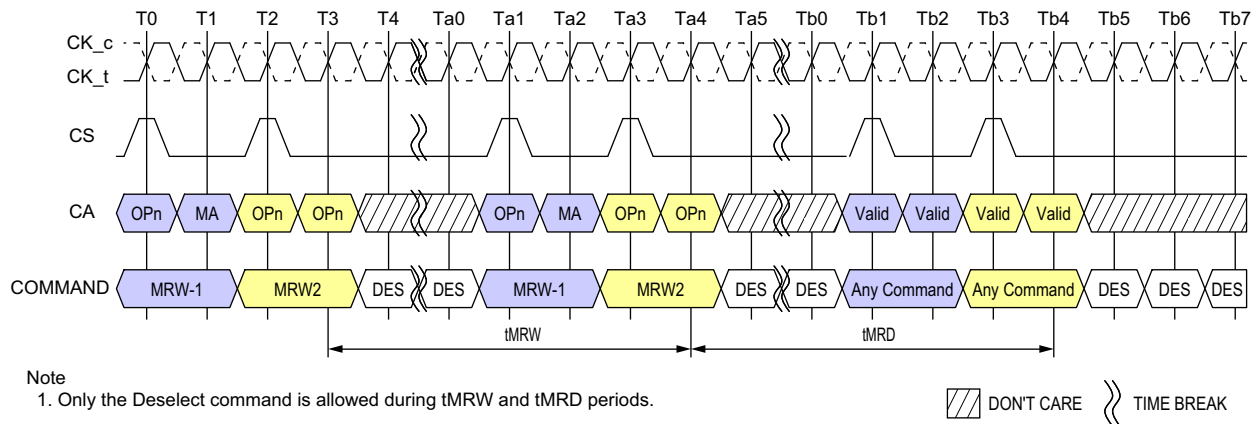 T0 T1 T2 T3 T4 Ta0 Ta1 Ta2 Ta3 Ta4 Ta5 Tb0 Tb1 Tb2 Tb3 Tb4 Tb5 Tb6 Tb7
CK_c
CK_t
CS
CA OPn MA OPn OPn OPn MA OPn OPn Valid Valid Valid Valid
COMMAND MRW-1 MRW2 DES DES MRW-1 MRW2 DES DES Any Command Any Command DES DES DES
tMRW tMRD
Note
1. Only the Deselect command is allowed during tMRW and tMRD periods.
DON'T CARE TIME BREAK